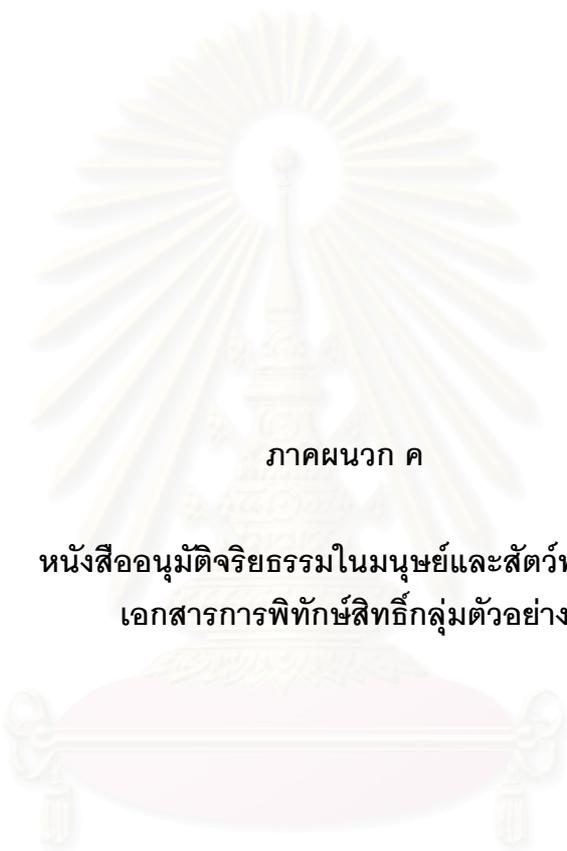 ภาคผนวก ค
หนังสืออนุมัติจริยธรรมในมนุษย์และสัตว์
เอกสารการพิทักษ์สิทธิ์กลุ่มตัวอย่าง